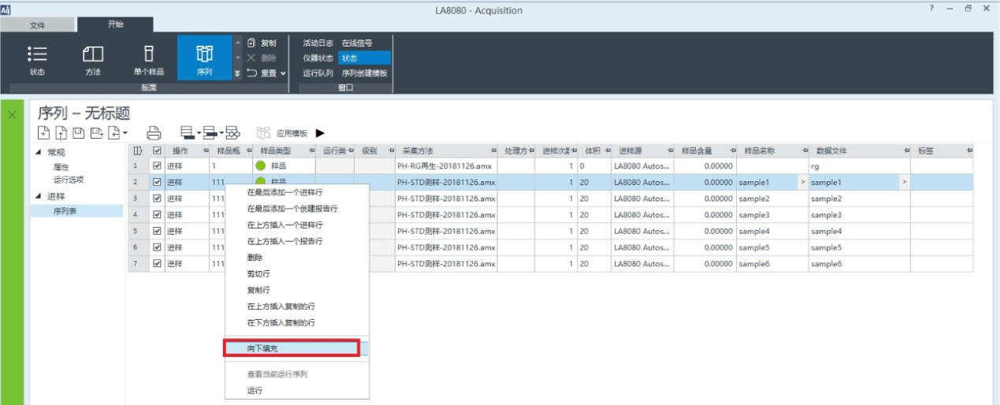 LA8080 - Acquisition
文件 开始
状态 方法 单个样品 序列 复制 删除 重置
活动日志 在线信号
仪器状态 状态
运行队列 序列创建模板
版面 窗口
序列 – 无标题
应用模板
常规
属性
运行选项
进样
序列表
操作 样品瓶 样品类型 运行类 级别 采集方法 处理方 进样次数 体积 进样源 样品含量 样品名称 数据文件 标签
1 进样 1 样品 PH-RG再生-20181126.amx 1 0 LA8080 Autos... 0.00000 rg
2 进样 111 样品 PH-STD测样-20181126.amx 1 20 LA8080 Autos... 0.00000 sample1 > sample1 >
3 进样 111 PH-STD测样-20181126.amx 1 20 LA8080 Autos... 0.00000 sample2 sample2
4 进样 111 PH-STD测样-20181126.amx 1 20 LA8080 Autos... 0.00000 sample3 sample3
5 进样 111 PH-STD测样-20181126.amx 1 20 LA8080 Autos... 0.00000 sample4 sample4
6 进样 111 PH-STD测样-20181126.amx 1 20 LA8080 Autos... 0.00000 sample5 sample5
7 进样 111 PH-STD测样-20181126.amx 1 20 LA8080 Autos... 0.00000 sample6 sample6
在最后添加一个进样行
在最后添加一个创建报告行
在上方插入一个进样行
在上方插入一个报告行
删除
剪切行
复制行
在上方插入复制的行
在下方插入复制的行
向下填充
查看当前运行序列
运行